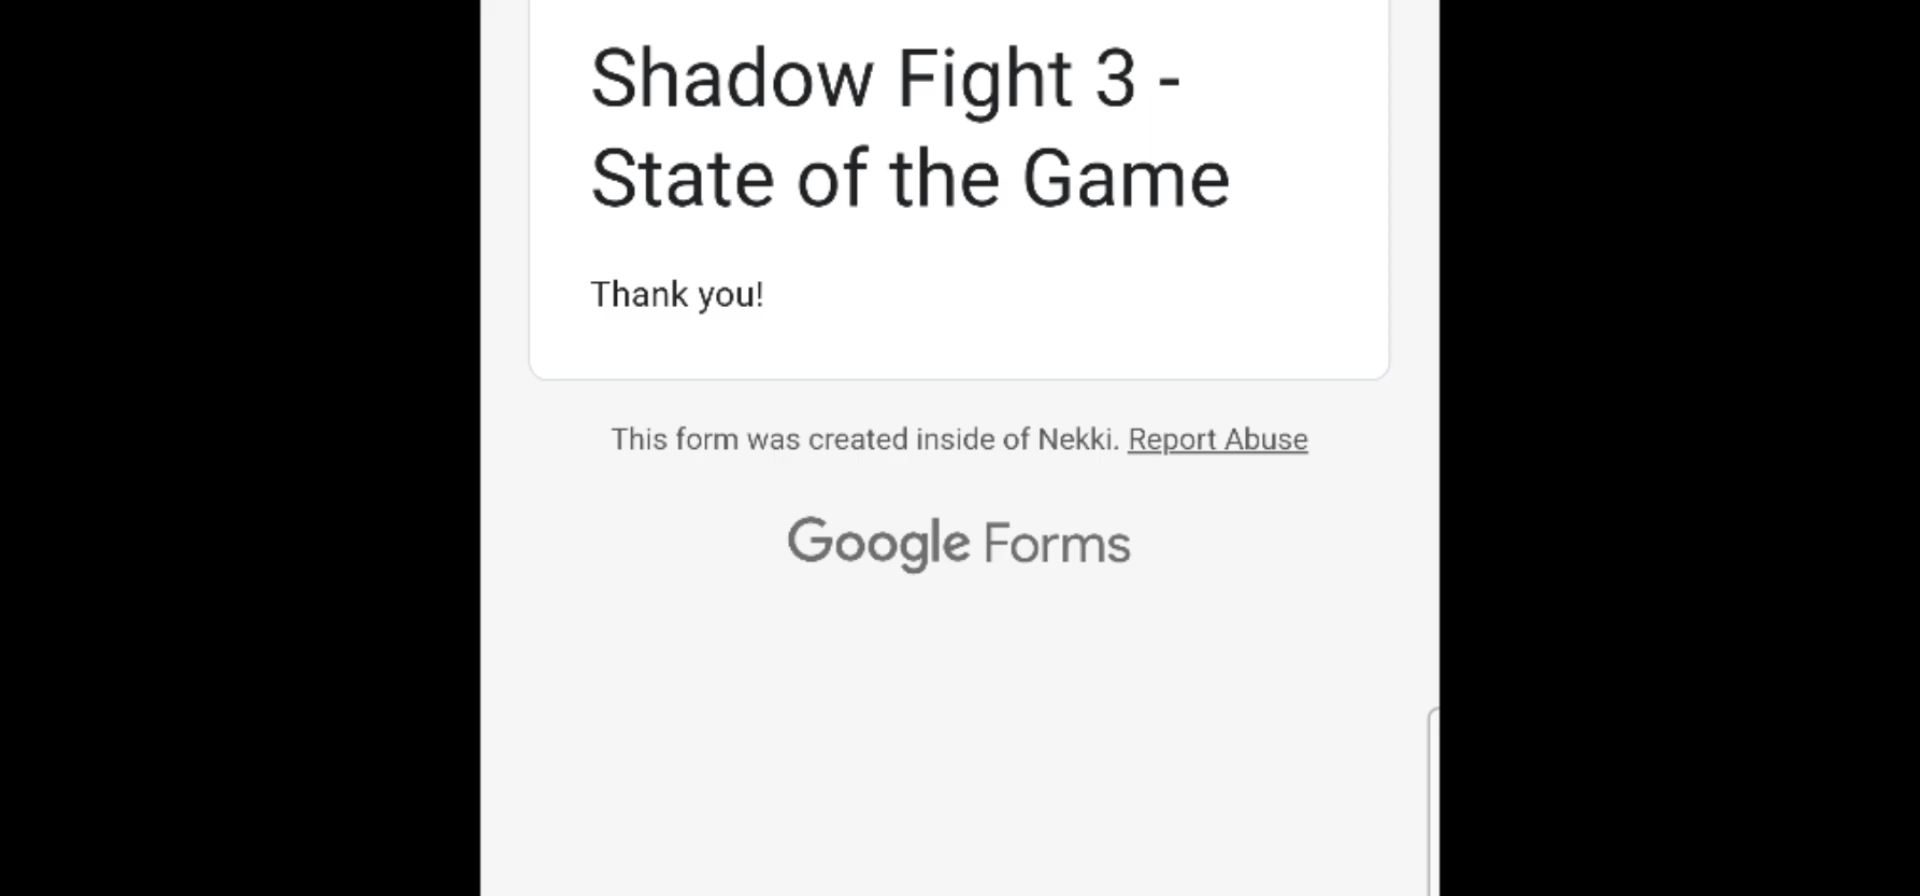 Shadow Fight 3 -
State of the Game
Thank you!
This form was created inside of Nekki. Report Abuse
Google Forms